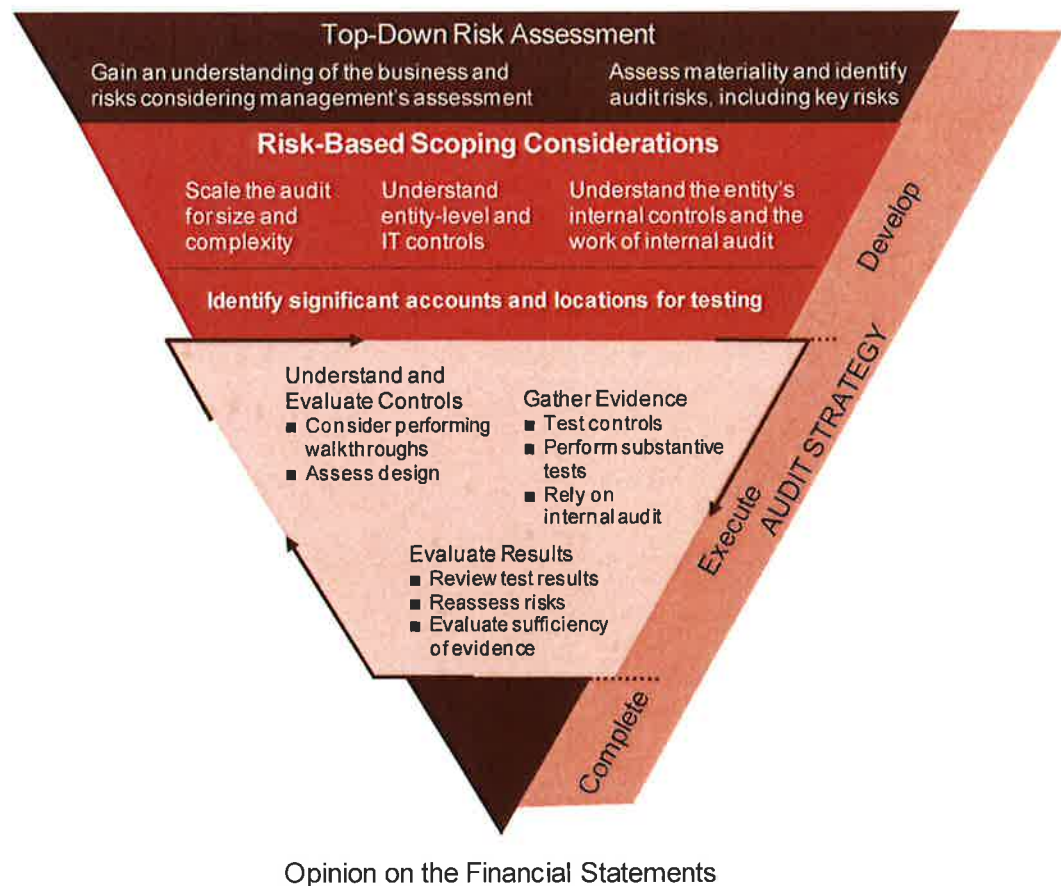 Top-Down Risk Assessment
Gain an understanding of the business and
risks considering management's assessment
Assess materiality and identify
audit risks, including key risks
Risk-Based Scoping Considerations
Scale the audit
for size and
complexity
Understand
entity-level and
IT controls
Understand the entity's
internal controls and the
work of internal audit
Identify significant accounts and locations for testing
Understand and
Evaluate Controls
■ Consider performing
walkthroughs
■ Assess design
Gather Evidence
■ Test controls
■ Perform substantive
tests
■ Rely on
internal audit
Evaluate Results
■ Review test results
■ Reassess risks
■ Evaluate sufficiency
of evidence
Develop
AUDIT STRATEGY
Execute
Complete
Opinion on the Financial Statements